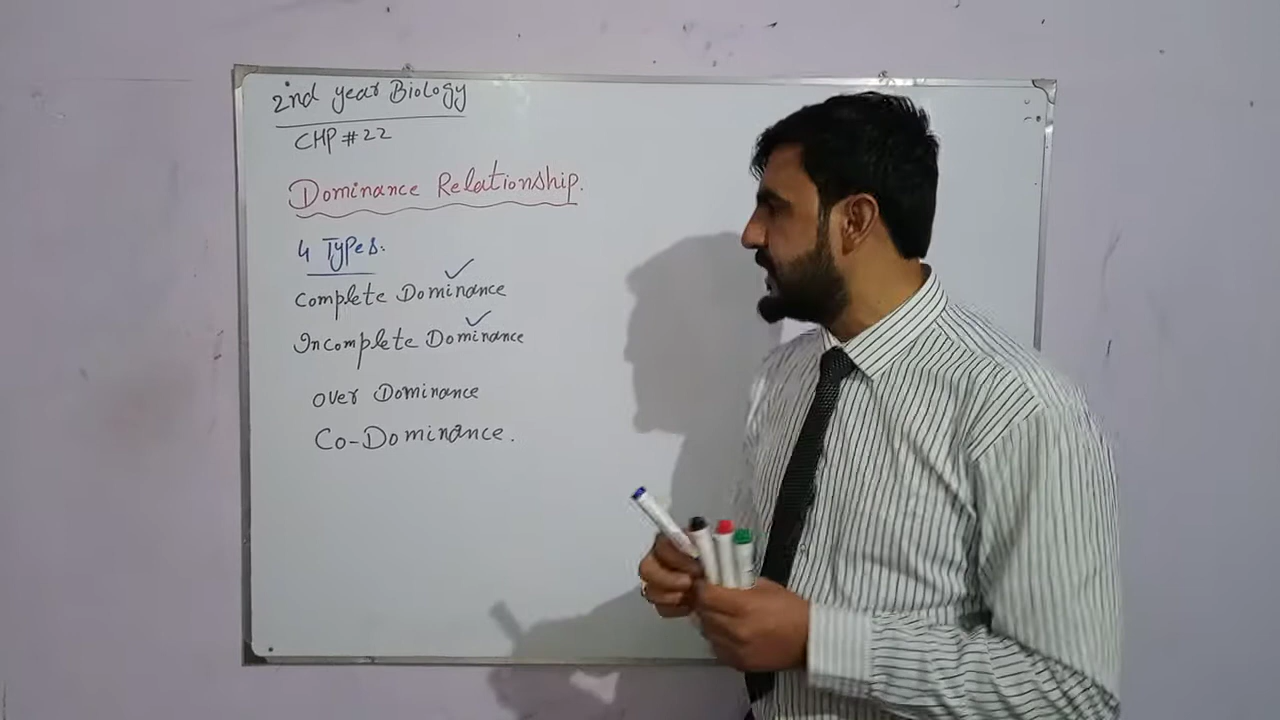 2nd year Biology
CHP # 22
Dominance Relationship.
4 Types:
Complete Dominance
Incomplete Dominance
over Dominance
Co-Dominance.